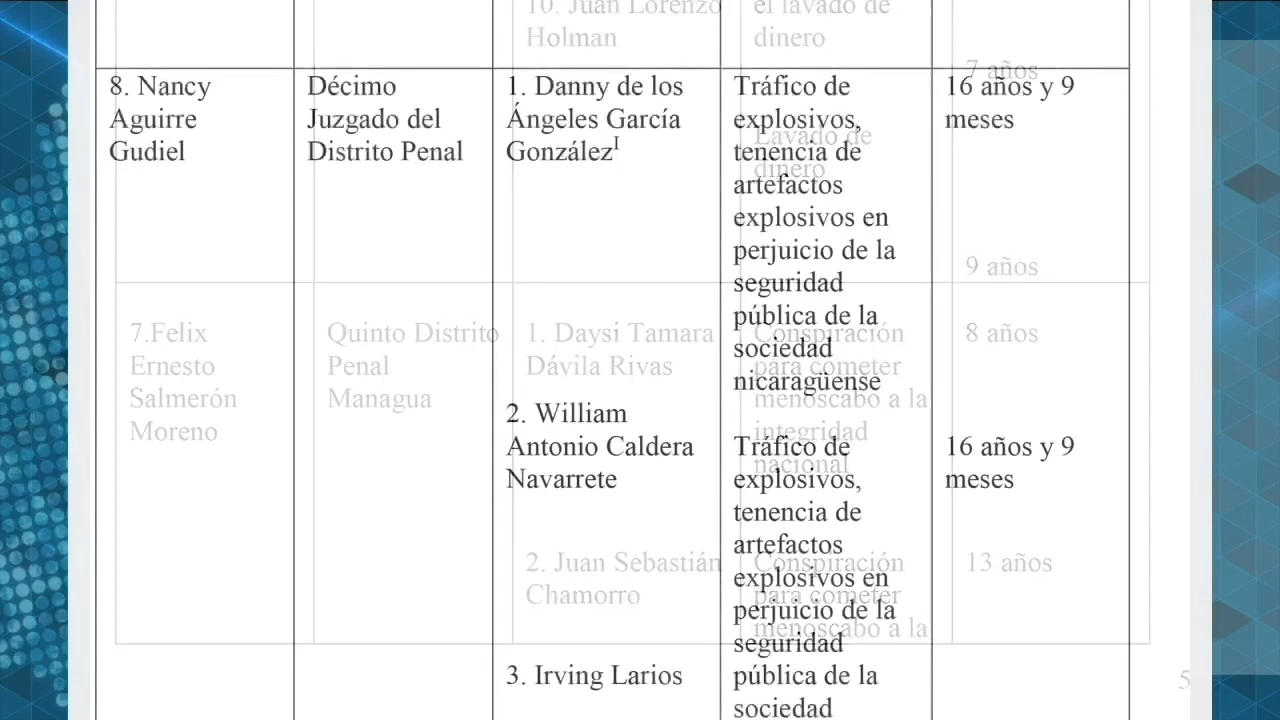 8. Nancy
Aguirre
Gudiel
Décimo
Juzgado del
Distrito Penal
1. Danny de los
Ángeles García
González I
Tráfico de
explosivos,
tenencia de
artefactos
explosivos en
perjuicio de la
seguridad
pública de la
sociedad
nicaragüense
16 años y 9
meses
2. William
Antonio Caldera
Navarrete
Tráfico de
explosivos,
tenencia de
artefactos
explosivos en
perjuicio de la
seguridad
pública de la
sociedad
16 años y 9
meses
3. Irving Larios
10. Juan Lorenzo
Holman
el lavado de
dinero
7 años
Lavado de
dinero
9 años
7.Felix
Ernesto
Salmerón
Moreno
Quinto Distrito
Penal
Managua
1. Daysi Tamara
Dávila Rivas
Conspiración
para cometer
menoscabo a la
integridad
nacional
8 años
2. Juan Sebastián
Chamorro
Conspiración
para cometer
menoscabo a la
13 años
5